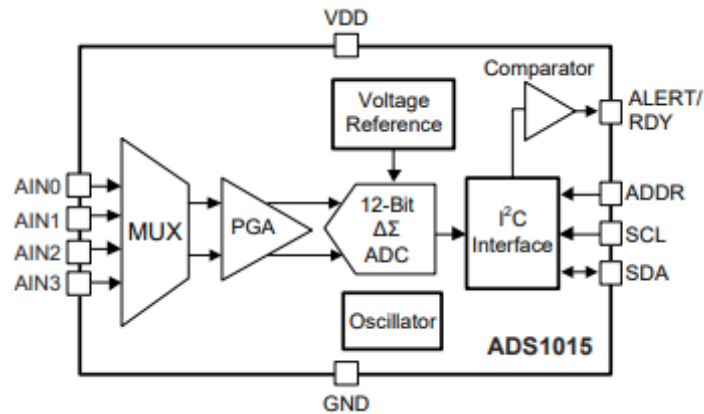 VDD
Comparator
Voltage
Reference
ALERT/
RDY
AIN0
AIN1
AIN2
AIN3
MUX
PGA
12-Bit
ΔΣ
ADC
I²C
Interface
ADDR
SCL
SDA
Oscillator
ADS1015
GND